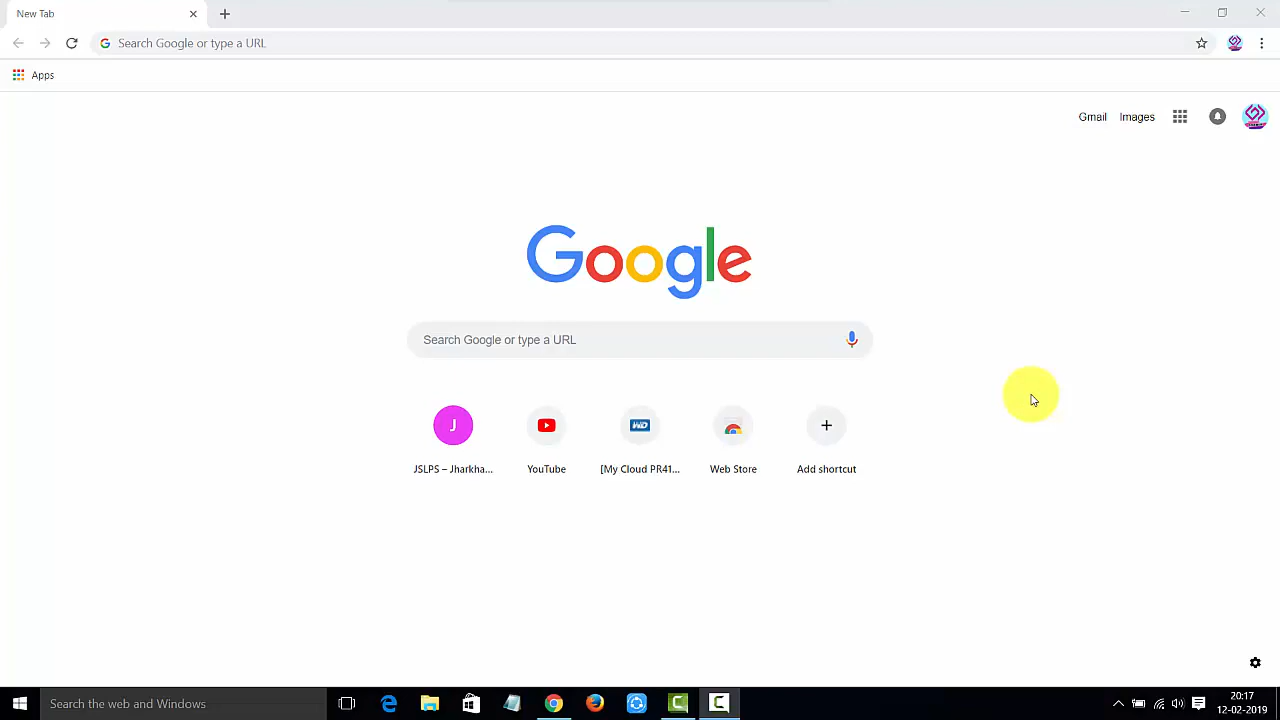 New Tab
Search Google or type a URL
Apps
Gmail Images
Google
Search Google or type a URL
J
WD
JSLPS – Jharkha... YouTube [My Cloud PR41... Web Store Add shortcut
20:17
Search the web and Windows
12-02-2019